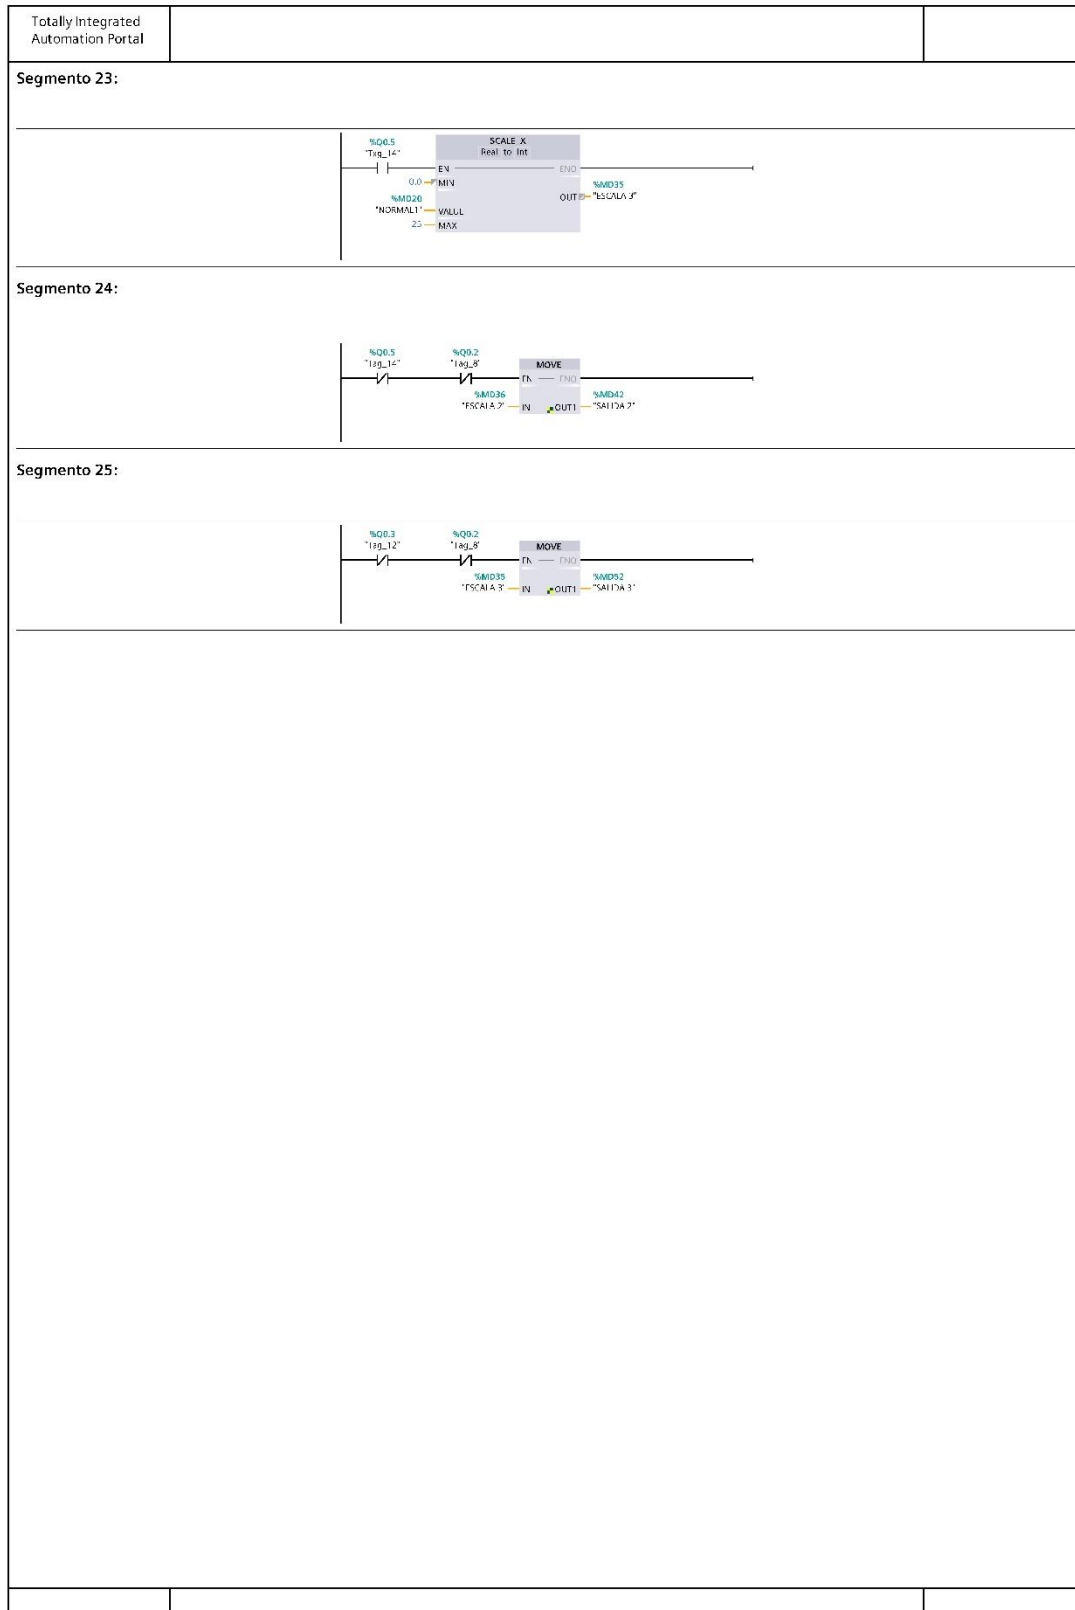 Totally Integrated
Automation Portal
Segmento 23:
%Q0.5
"Tag_14"
SCALE_X
Real to Int
EN
ENO
0.0
MIN
%MD20
"NORMAL1"
VALUE
25
MAX
OUT
%MD35
"ESCALA 3"
Segmento 24:
%Q0.5
"Tag_14"
%Q0.2
"Tag_8"
MOVE
EN
ENO
%MD36
"ESCALA 2"
IN
OUT1
%MD42
"SALIDA 2"
Segmento 25:
%Q0.3
"Tag_12"
%Q0.2
"Tag_8"
MOVE
EN
ENO
%MD35
"ESCALA 3"
IN
OUT1
%MD52
"SALIDA 3"